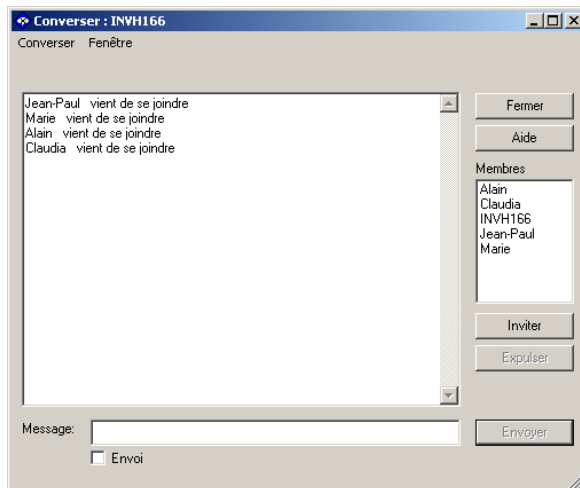 Converser : INVH166
Converser Fenêtre
Jean-Paul vient de se joindre
Marie vient de se joindre
Alain vient de se joindre
Claudia vient de se joindre
Fermer
Aide
Membres
Alain
Claudia
INVH166
Jean-Paul
Marie
Inviter
Expulser
Message:
Envoyer
Envoi